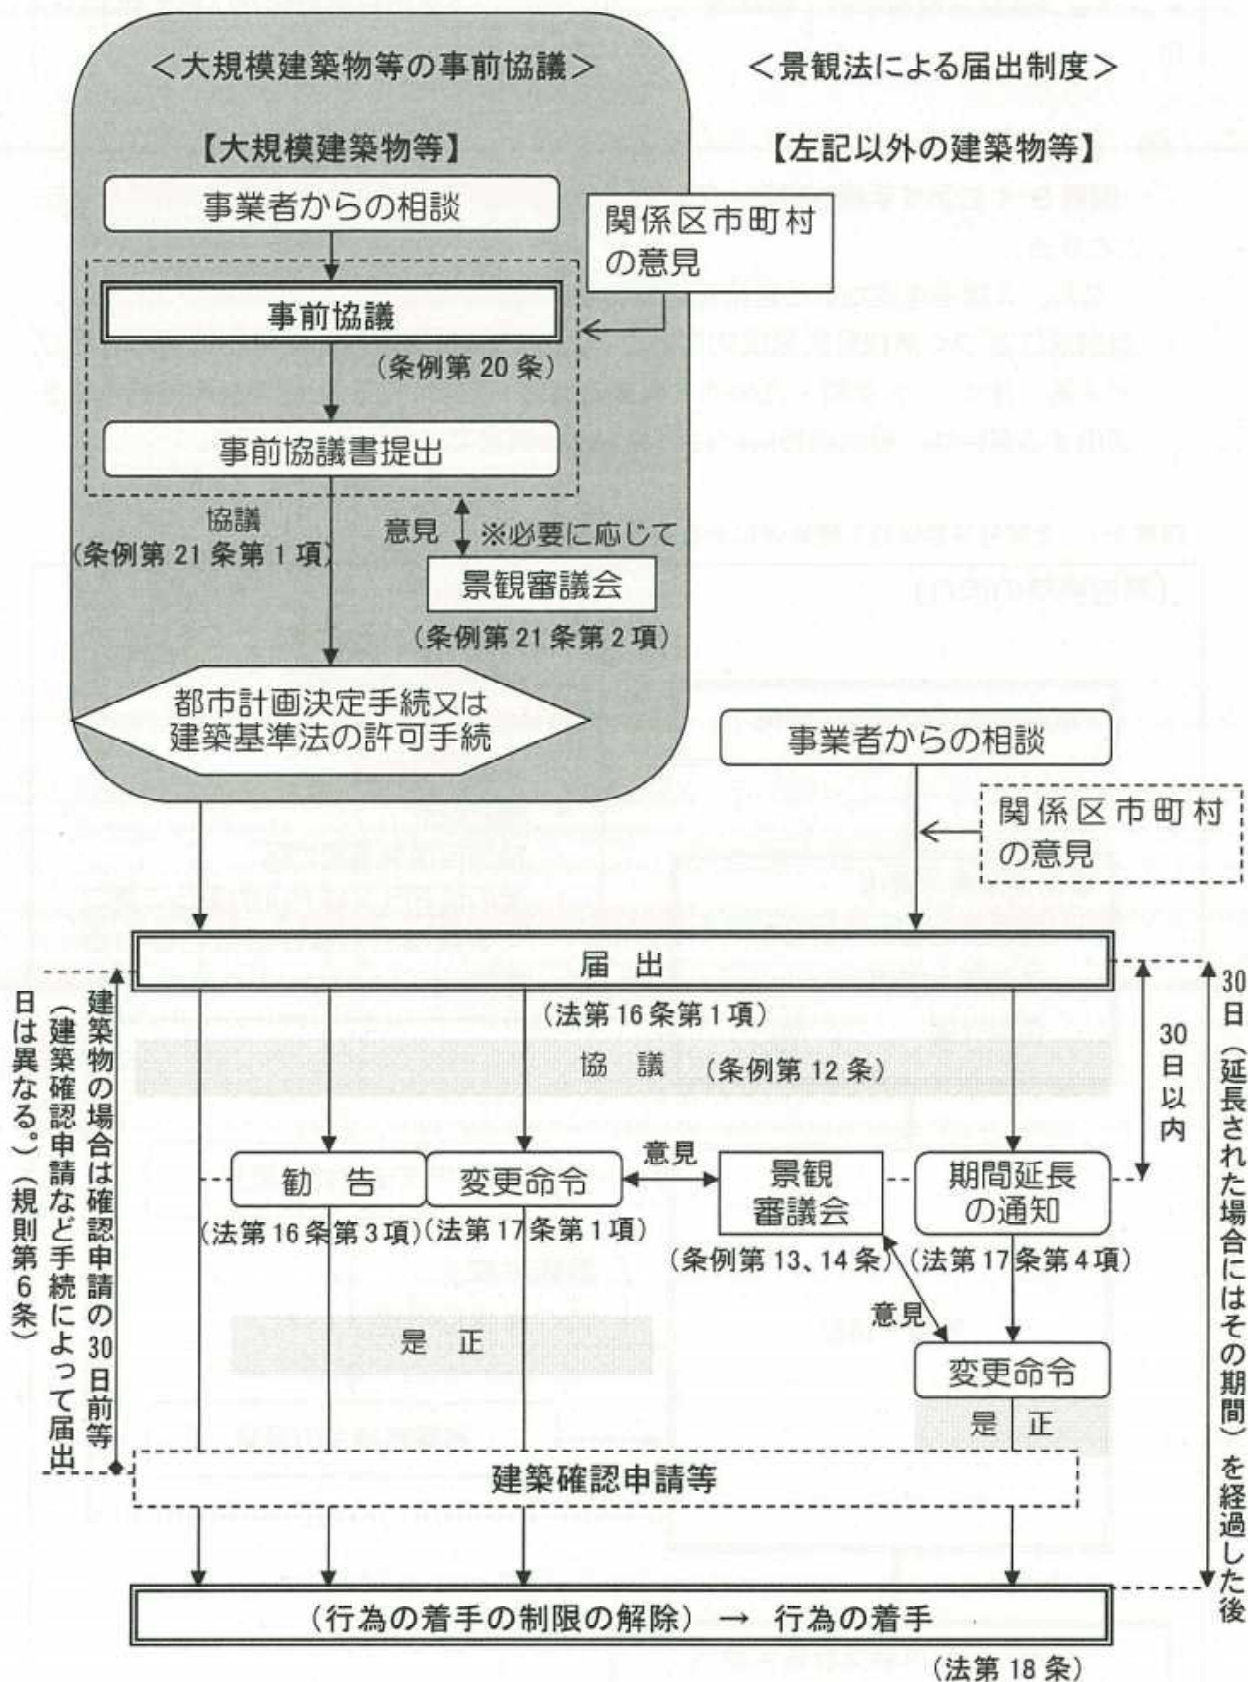 ＜大規模建築物等の事前協議＞
＜景観法による届出制度＞
【大規模建築物等】
【左記以外の建築物等】
事業者からの相談
関係区市町村
の意見
事前協議
(条例第20条)
事前協議書提出
協議
(条例第21条第1項)
意見
※必要に応じて
景観審議会
(条例第21条第2項)
都市計画決定手続又は
建築基準法の許可手続
事業者からの相談
関係区市町村
の意見
届出
(法第16条第1項)
協議
(条例第12条)
建築物の場合は確認申請の30日前等
(建築確認申請など手続によって届出
日は異なる。)(規則第6条)
30日以内
30日(延長された場合にはその期間)を経過した後
勧告
(法第16条第3項)
変更命令
(法第17条第1項)
意見
景観
審議会
(条例第13、14条)
期間延長
の通知
(法第17条第4項)
意見
変更命令
是正
是正
建築確認申請等
(行為の着手の制限の解除) → 行為の着手
(法第18条)